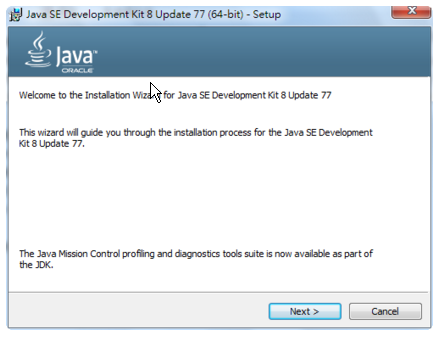 Java SE Development Kit 8 Update 77 (64-bit) - Setup
Java™
ORACLE
Welcome to the Installation Wizard for Java SE Development Kit 8 Update 77
This wizard will guide you through the installation process for the Java SE Development
Kit 8 Update 77.
The Java Mission Control profiling and diagnostics tools suite is now available as part of
the JDK.
Next >
Cancel